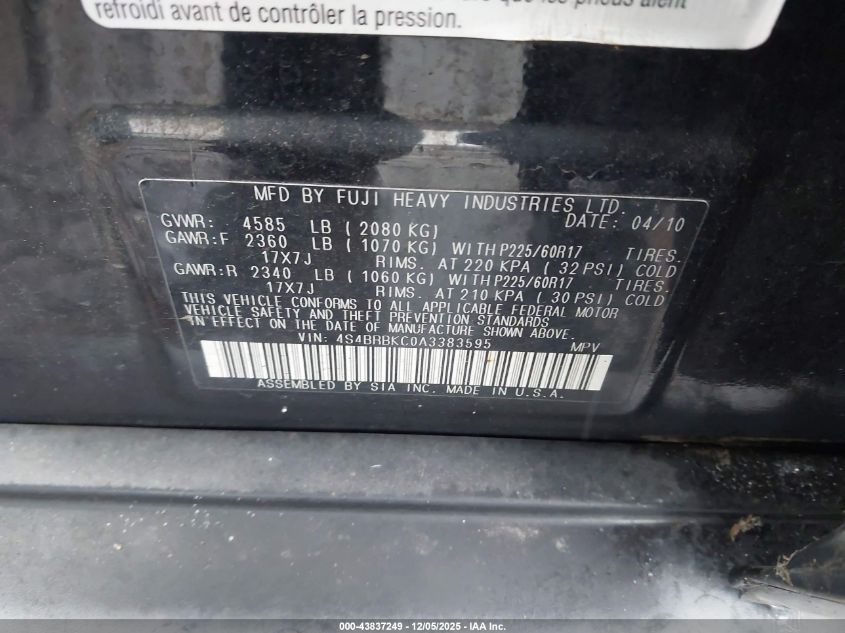 refroidi avant de contrôler la pression.
MFD BY FUJI HEAVY INDUSTRIES LTD
GVWR: 4585 LB ( 2080 KG) DATE: 04/10
GAWR:F 2360 LB ( 1070 KG) WITH P225/60R17 TIRES.
17X7J RIMS. AT 220 KPA ( 32 PSI) COLD
GAWR:R 2340 LB ( 1060 KG) WITH P225/60R17 TIRES.
17X7J RIMS. AT 210 KPA ( 30 PSI) COLD
THIS VEHICLE CONFORMS TO ALL APPLICABLE FEDERAL MOTOR
VEHICLE SAFETY AND THEFT PREVENTION STANDARDS
IN EFFECT ON THE DATE OF MANUFACTURE SHOWN ABOVE.
VIN: 4S4BRBKC0A3383595 MPV
ASSEMBLED BY SIA INC. MADE IN U.S.A.
000-43837249 - 12/05/2025 - IAA Inc.